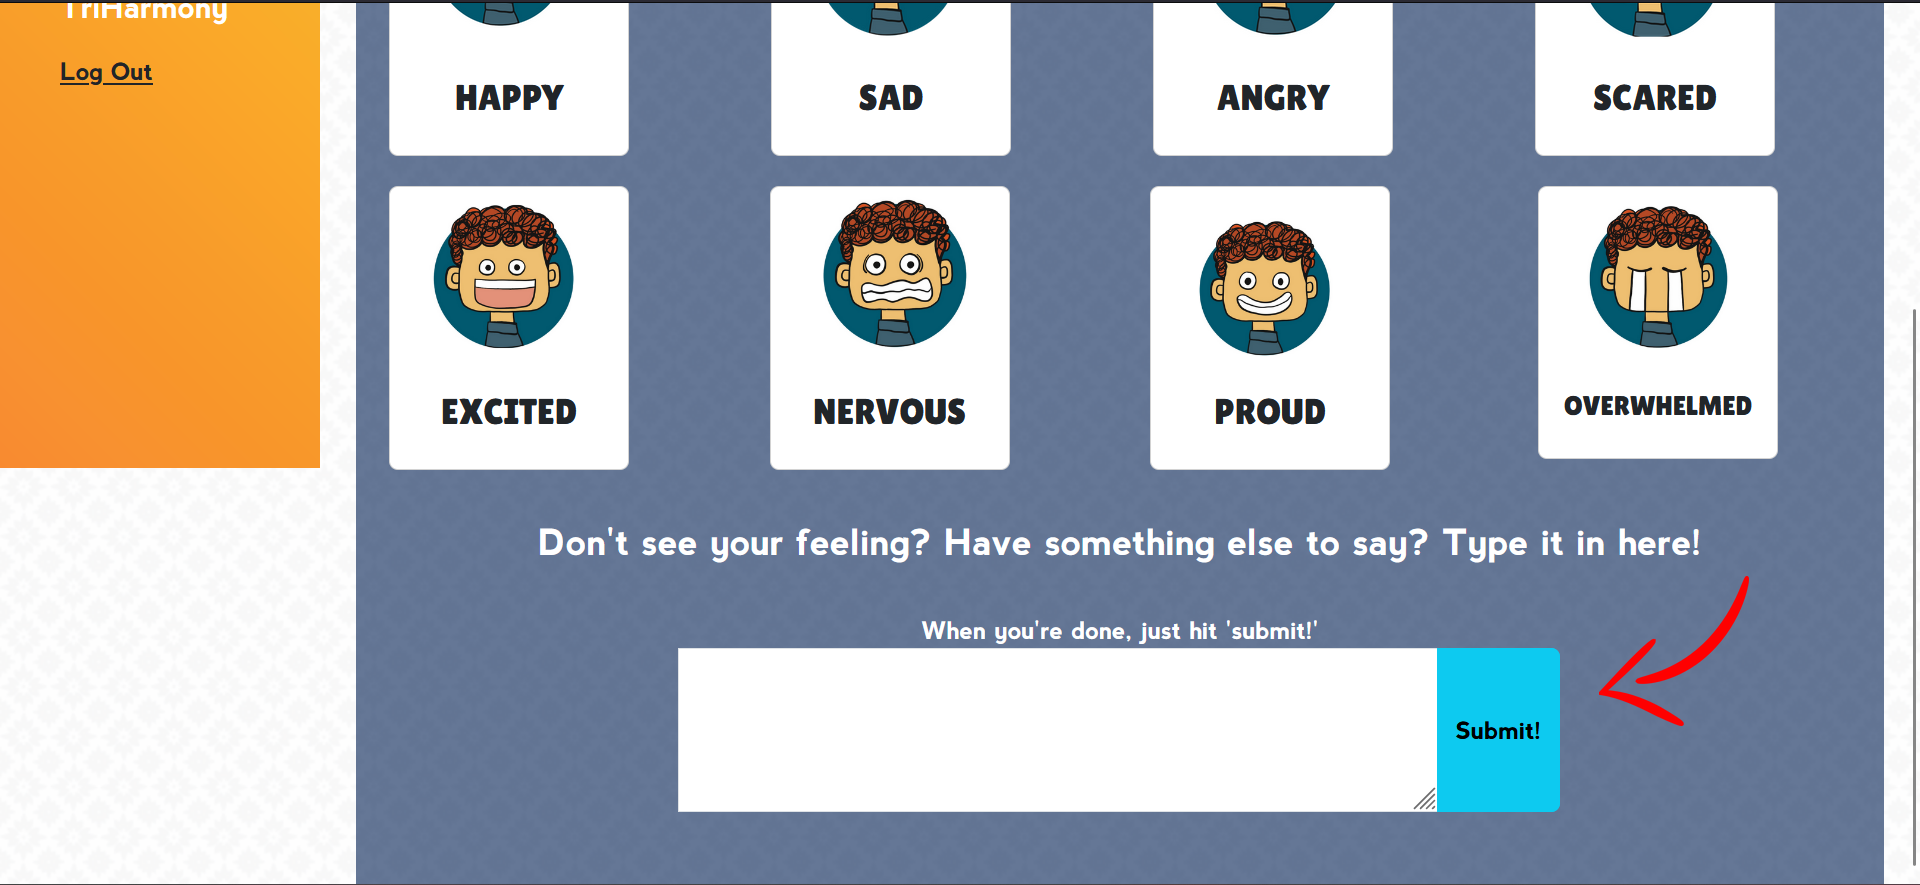 TriHarmony
Log Out
HAPPY
SAD
ANGRY
SCARED
EXCITED
NERVOUS
PROUD
OVERWHELMED
Don't see your feeling? Have something else to say? Type it in here!
When you're done, just hit 'submit!'
Submit!